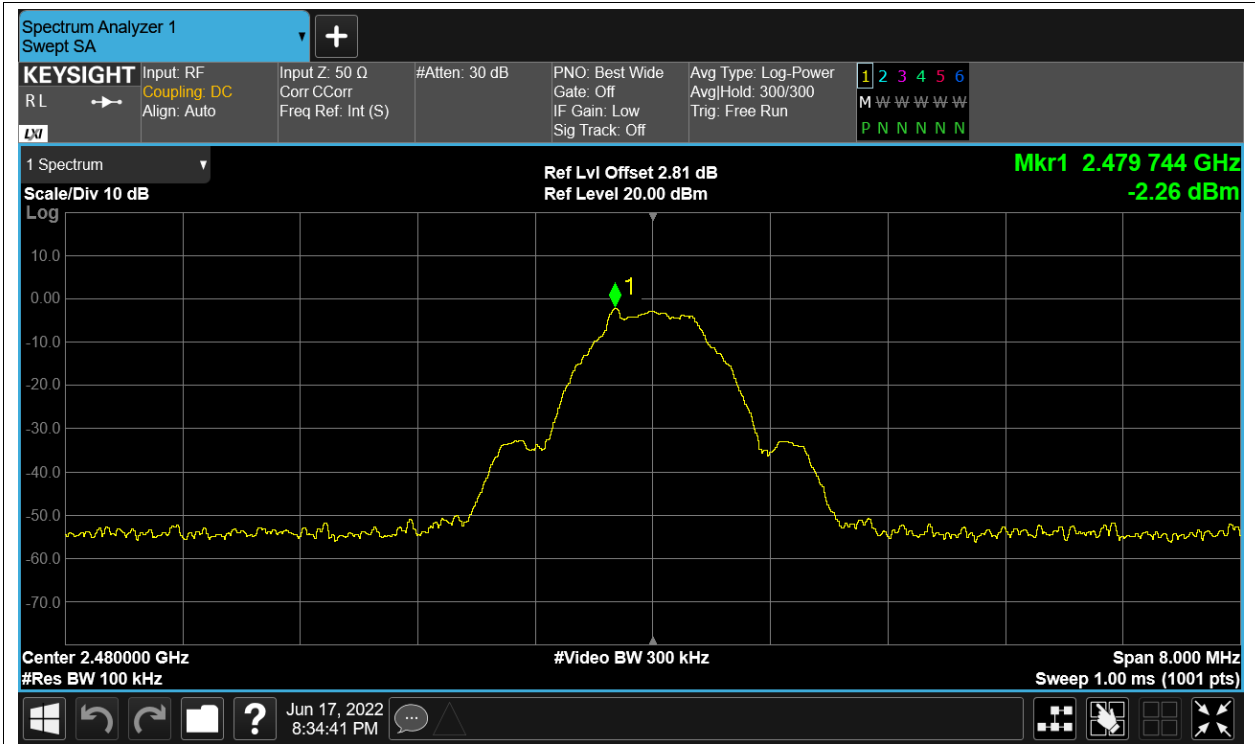 Spectrum Analyzer 1
Swept SA
KEYSIGHT
R L
LXI
Input: RF
Coupling: DC
Align: Auto
Input Z: 50 Ω
Corr CCorr
Freq Ref: Int (S)
#Atten: 30 dB
PNO: Best Wide
Gate: Off
IF Gain: Low
Sig Track: Off
Avg Type: Log-Power
Avg|Hold: 300/300
Trig: Free Run
1 2 3 4 5 6
M W W W W W
P N N N N N
1 Spectrum
Scale/Div 10 dB
Log
Ref Lvl Offset 2.81 dB
Ref Level 20.00 dBm
Mkr1 2.479 744 GHz
-2.26 dBm
1
10.0
0.00
-10.0
-20.0
-30.0
-40.0
-50.0
-60.0
-70.0
Center 2.480000 GHz
#Res BW 100 kHz
#Video BW 300 kHz
Span 8.000 MHz
Sweep 1.00 ms (1001 pts)
?
Jun 17, 2022
8:34:41 PM